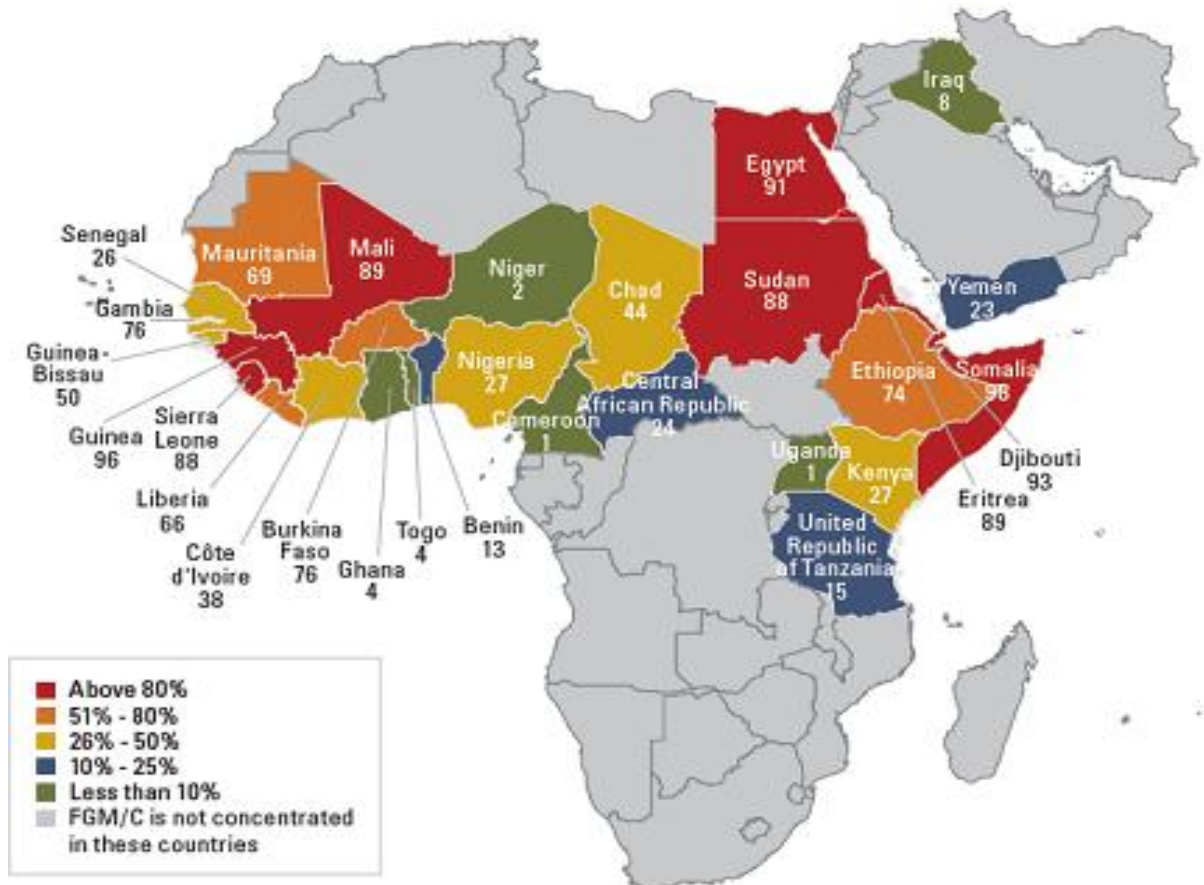 Iraq
8
Egypt
91
Senegal
26
Mauritania
69
Mali
89
Niger
2
Chad
44
Sudan
88
Yemen
23
Gambia
76
Guinea-
Bissau
50
Nigeria
27
Central
African Republic
24
Ethiopia
74
Somalia
98
Guinea
96
Sierra
Leone
88
Cameroon
1
Uganda
1
Kenya
27
Djibouti
93
Eritrea
89
Liberia
66
Côte
d'Ivoire
38
Burkina
Faso
76
Ghana
4
Togo
4
Benin
13
United
Republic
of Tanzania
15
Above 80%
51% - 80%
26% - 50%
10% - 25%
Less than 10%
FGM/C is not concentrated
in these countries